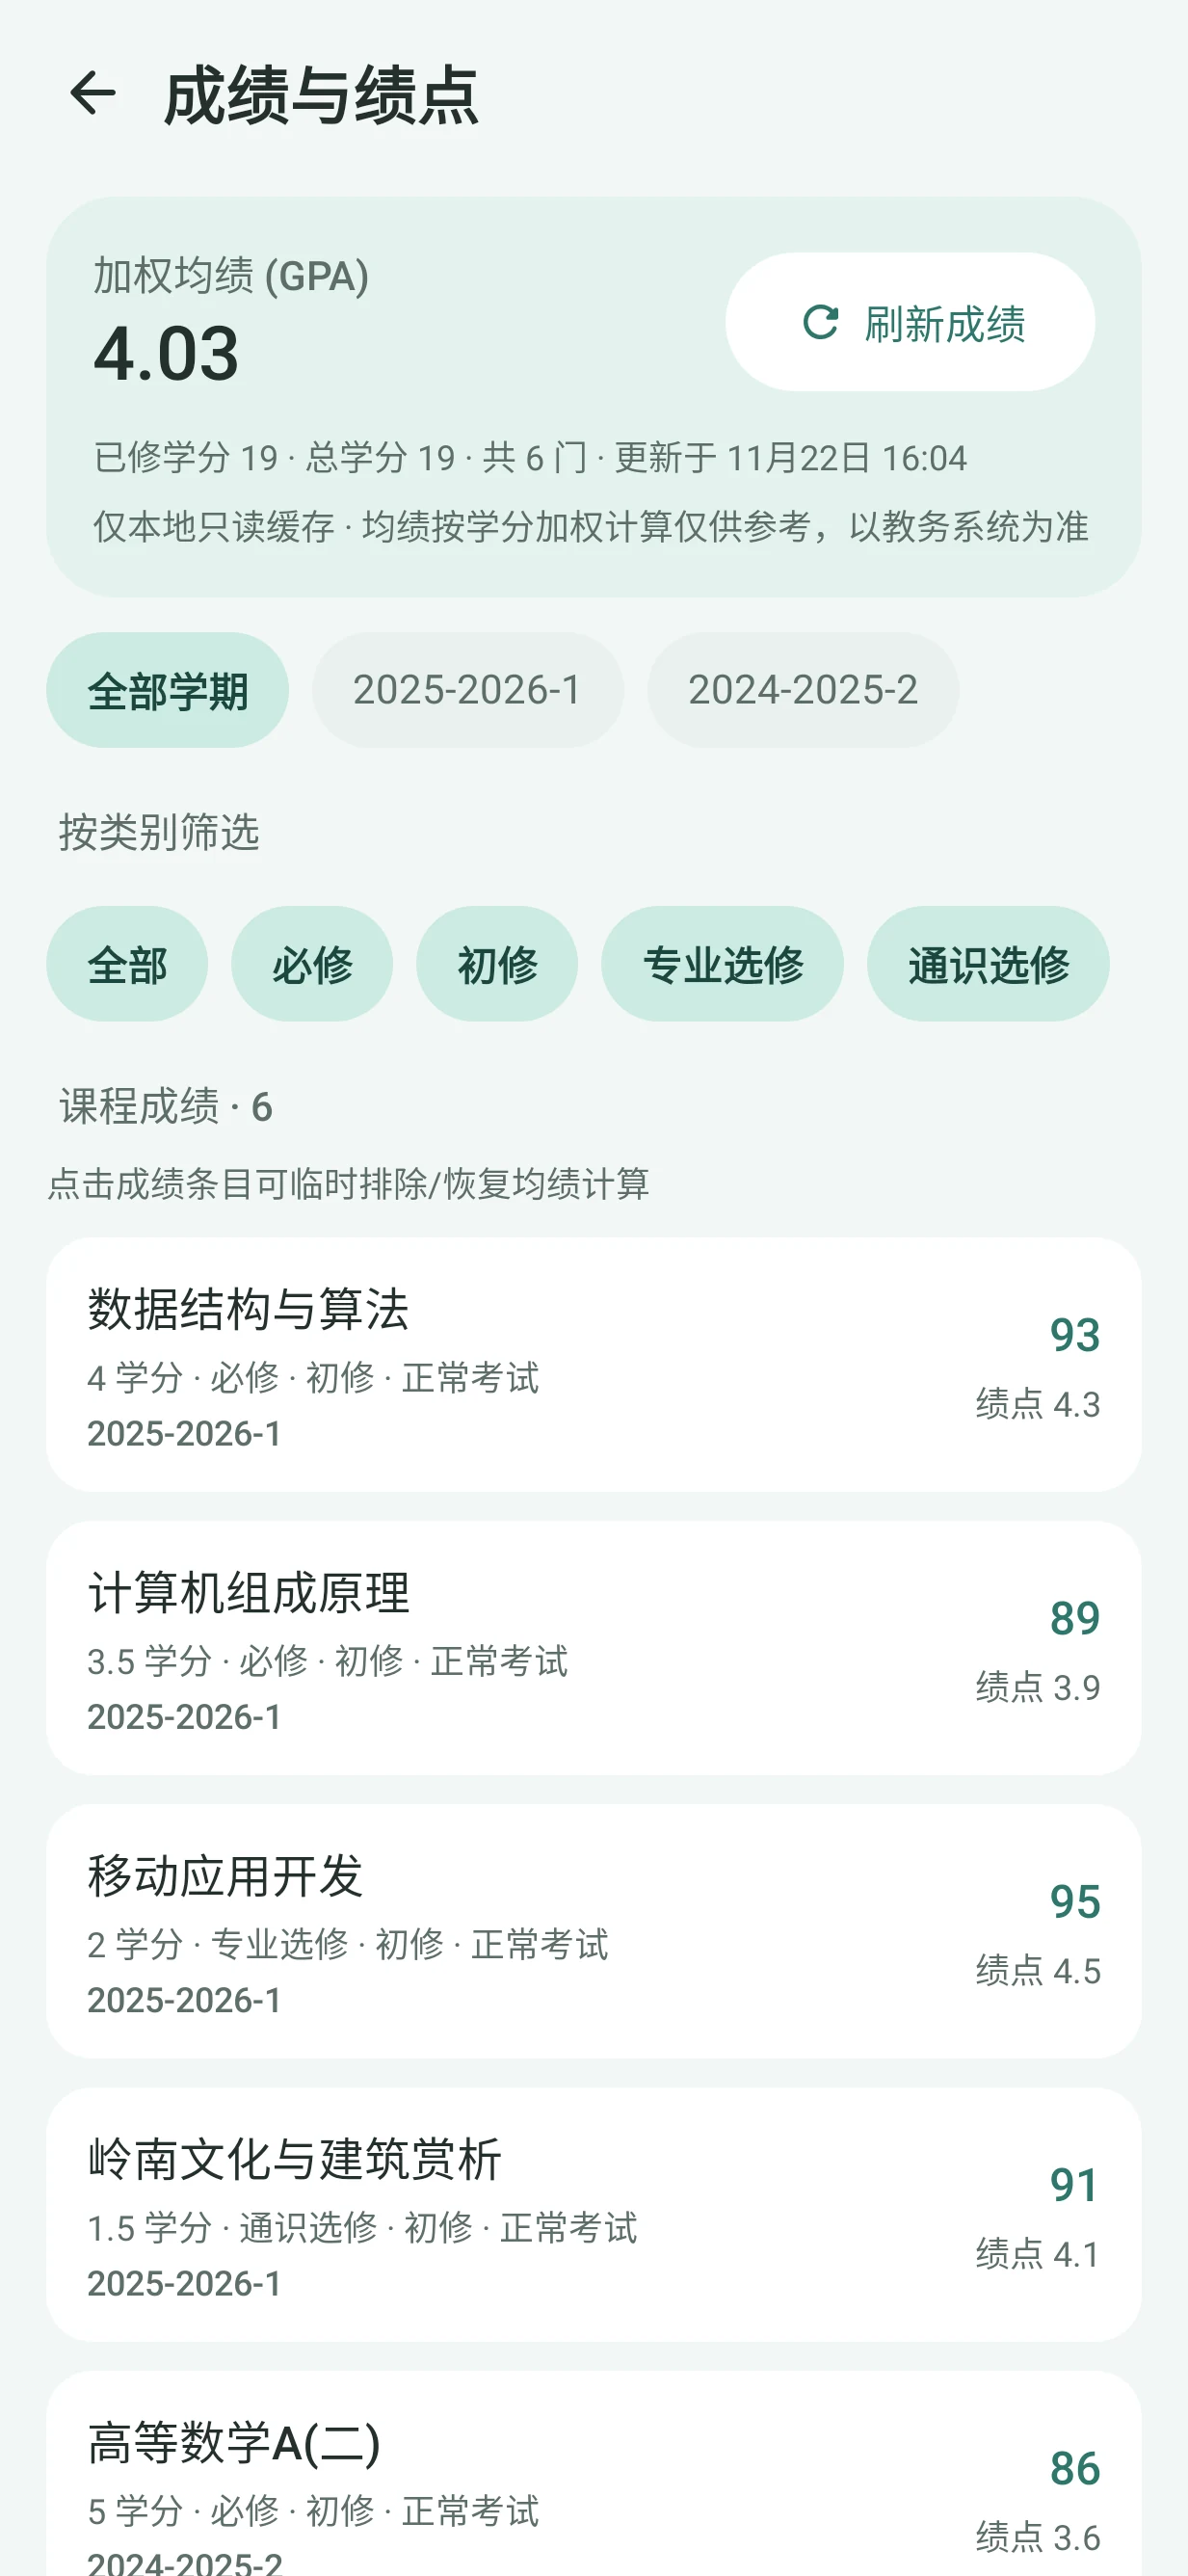 成绩与绩点
加权均绩 (GPA)
4.03
刷新成绩
已修学分 19 · 总学分 19 · 共 6 门 · 更新于 11月22日 16:04
仅本地只读缓存 · 均绩按学分加权计算仅供参考，以教务系统为准
全部学期
2025-2026-1
2024-2025-2
按类别筛选
全部
必修
初修
专业选修
通识选修
课程成绩 · 6
点击成绩条目可临时排除/恢复均绩计算
数据结构与算法
4 学分 · 必修 · 初修 · 正常考试
2025-2026-1
93
绩点 4.3
计算机组成原理
3.5 学分 · 必修 · 初修 · 正常考试
2025-2026-1
89
绩点 3.9
移动应用开发
2 学分 · 专业选修 · 初修 · 正常考试
2025-2026-1
95
绩点 4.5
岭南文化与建筑赏析
1.5 学分 · 通识选修 · 初修 · 正常考试
2025-2026-1
91
绩点 4.1
高等数学A(二)
5 学分 · 必修 · 初修 · 正常考试
2024-2025-2
86
绩点 3.6